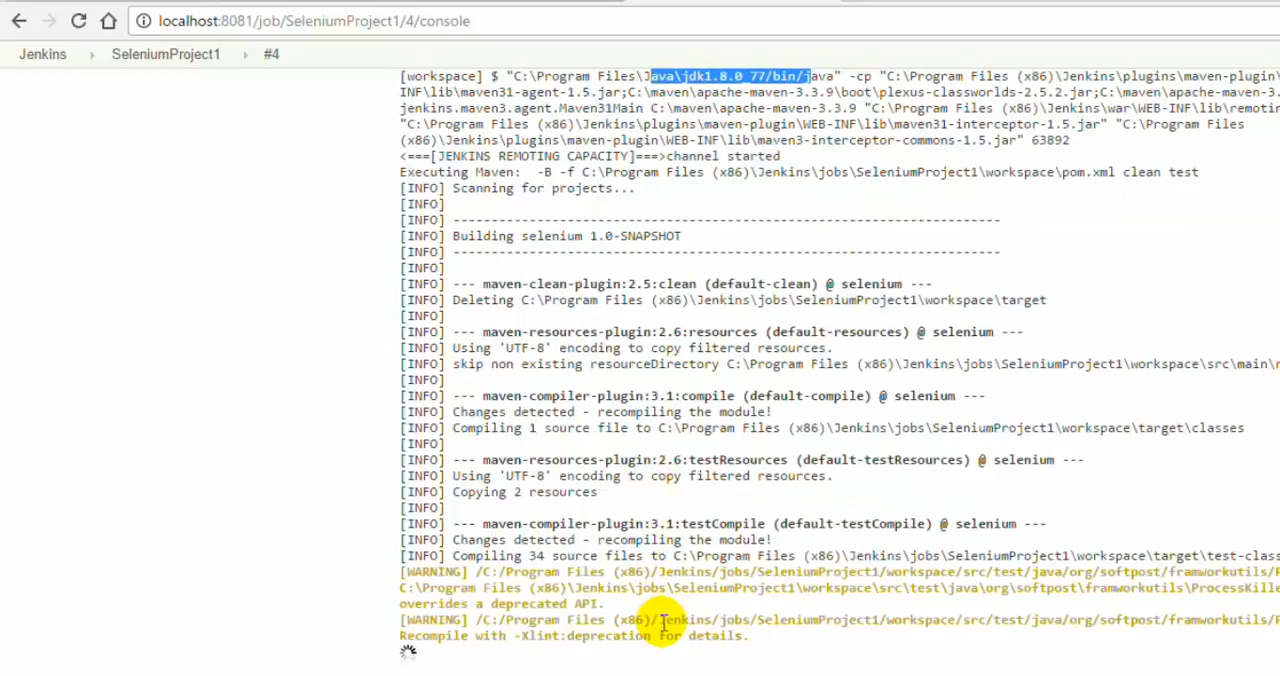 localhost:8081/job/SeleniumProject1/4/console
Jenkins SeleniumProject1 #4
[workspace] $ "C:\Program Files\Java\jdk1.8.0_77/bin/java" -cp "C:\Program Files (x86)\Jenkins\plugins\maven-plugin\
INF\lib\maven31-agent-1.5.jar;C:\maven\apache-maven-3.3.9\boot\plexus-classworlds-2.5.2.jar;C:\maven\apache-maven-3.
jenkins.maven3.agent.Maven31Main C:\maven\apache-maven-3.3.9 "C:\Program Files (x86)\Jenkins\war\WEB-INF\lib\remotin
"C:\Program Files (x86)\Jenkins\plugins\maven-plugin\WEB-INF\lib\maven31-interceptor-1.5.jar" "C:\Program Files
(x86)\Jenkins\plugins\maven-plugin\WEB-INF\lib\maven3-interceptor-commons-1.5.jar" 63892
<===[JENKINS REMOTING CAPACITY]===>channel started
Executing Maven:  -B -f C:\Program Files (x86)\Jenkins\jobs\SeleniumProject1\workspace\pom.xml clean test
[INFO] Scanning for projects...
[INFO]
[INFO] ------------------------------------------------------------------------
[INFO] Building selenium 1.0-SNAPSHOT
[INFO] ------------------------------------------------------------------------
[INFO]
[INFO] --- maven-clean-plugin:2.5:clean (default-clean) @ selenium ---
[INFO] Deleting C:\Program Files (x86)\Jenkins\jobs\SeleniumProject1\workspace\target
[INFO]
[INFO] --- maven-resources-plugin:2.6:resources (default-resources) @ selenium ---
[INFO] Using 'UTF-8' encoding to copy filtered resources.
[INFO] skip non existing resourceDirectory C:\Program Files (x86)\Jenkins\jobs\SeleniumProject1\workspace\src\main\r
[INFO]
[INFO] --- maven-compiler-plugin:3.1:compile (default-compile) @ selenium ---
[INFO] Changes detected - recompiling the module!
[INFO] Compiling 1 source file to C:\Program Files (x86)\Jenkins\jobs\SeleniumProject1\workspace\target\classes
[INFO]
[INFO] --- maven-resources-plugin:2.6:testResources (default-testResources) @ selenium ---
[INFO] Using 'UTF-8' encoding to copy filtered resources.
[INFO] Copying 2 resources
[INFO]
[INFO] --- maven-compiler-plugin:3.1:testCompile (default-testCompile) @ selenium ---
[INFO] Changes detected - recompiling the module!
[INFO] Compiling 34 source files to C:\Program Files (x86)\Jenkins\jobs\SeleniumProject1\workspace\target\test-class
[WARNING] /C:/Program Files (x86)/Jenkins/jobs/SeleniumProject1/workspace/src/test/java/org/softpost/framworkutils/P
C:\Program Files (x86)\Jenkins\jobs\SeleniumProject1\workspace\src\test\java\org\softpost\framworkutils\ProcessKille
overrides a deprecated API.
[WARNING] /C:/Program Files (x86)/Jenkins/jobs/SeleniumProject1/workspace/src/test/java/org/softpost/framworkutils/P
Recompile with -Xlint:deprecation for details.